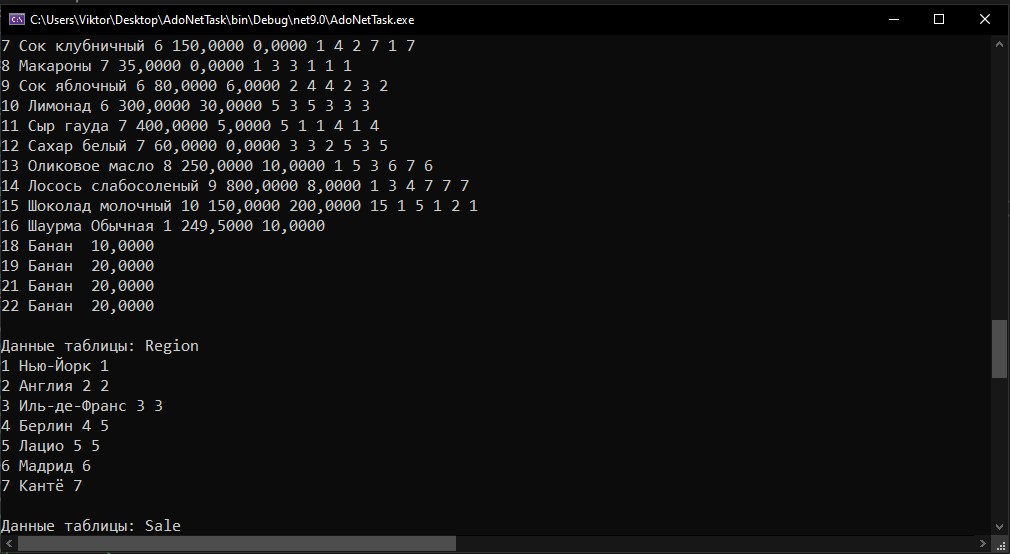 C:\Users\Viktor\Desktop\AdoNetTask\bin\Debug\net9.0\AdoNetTask.exe
7 Сок клубничный 6 150,0000 0,0000 1 4 2 7 1 7
8 Макароны 7 35,0000 0,0000 1 3 3 1 1 1
9 Сок яблочный 6 80,0000 6,0000 2 4 4 2 3 2
10 Лимонад 6 300,0000 30,0000 5 3 5 3 3 3
11 Сыр гауда 7 400,0000 5,0000 5 1 1 4 1 4
12 Сахар белый 7 60,0000 0,0000 3 3 2 5 3 5
13 Оликовое масло 8 250,0000 10,0000 1 5 3 6 7 6
14 Лосось слабосоленый 9 800,0000 8,0000 1 3 4 7 7 7
15 Шоколад молочный 10 150,0000 200,0000 15 1 5 1 2 1
16 Шаурма Обычная 1 249,5000 10,0000
18 Банан  10,0000
19 Банан  20,0000
21 Банан  20,0000
22 Банан  20,0000
Данные таблицы: Region
1 Нью-Йорк 1
2 Англия 2 2
3 Иль-де-Франс 3 3
4 Берлин 4 5
5 Лацио 5 5
6 Мадрид 6
7 Кантё 7
Данные таблицы: Sale